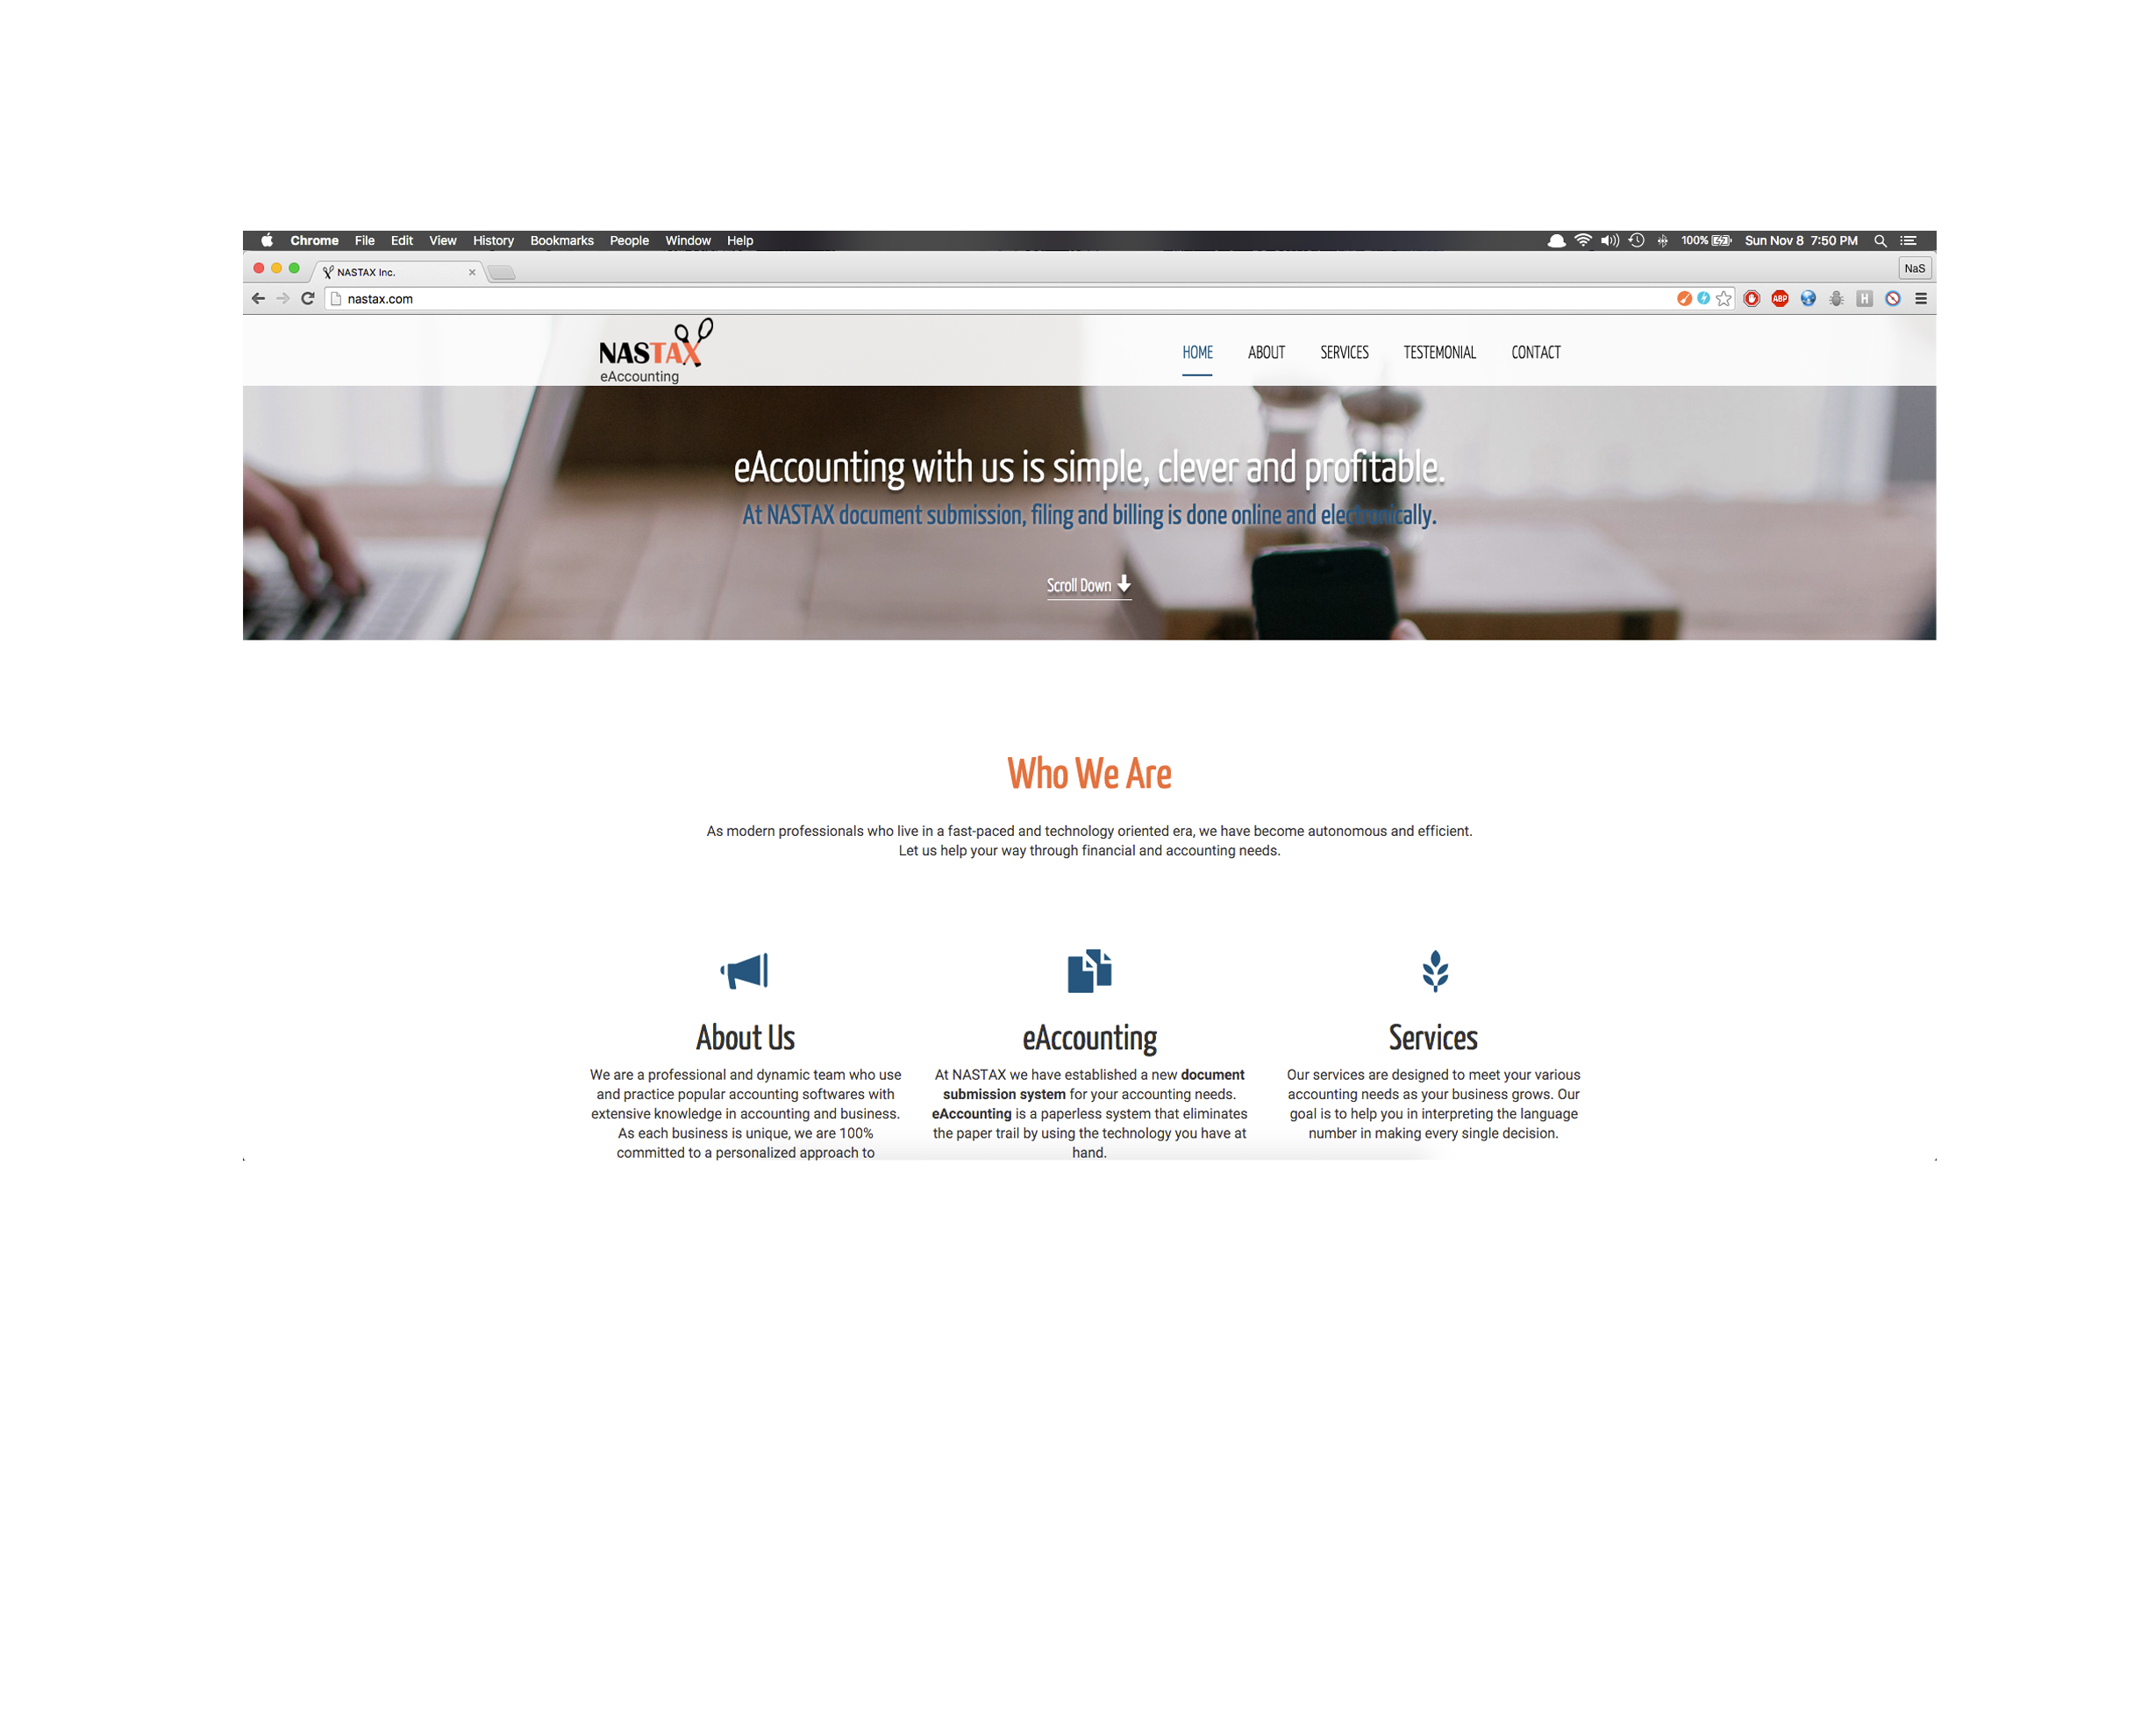 Chrome File Edit View History Bookmarks People Window Help 100% Sun Nov 8 7:50 PM
NASTAX Inc. NaS
nastax.com ABP H
NASTAX
eAccounting
HOME ABOUT SERVICES TESTEMONIAL CONTACT
eAccounting with us is simple, clever and profitable.
At NASTAX document submission, filing and billing is done online and electronically.
Scroll Down
Who We Are
As modern professionals who live in a fast-paced and technology oriented era, we have become autonomous and efficient.
Let us help your way through financial and accounting needs.
About Us
We are a professional and dynamic team who use
and practice popular accounting softwares with
extensive knowledge in accounting and business.
As each business is unique, we are 100%
committed to a personalized approach to
eAccounting
At NASTAX we have established a new document
submission system for your accounting needs.
eAccounting is a paperless system that eliminates
the paper trail by using the technology you have at
hand.
Services
Our services are designed to meet your various
accounting needs as your business grows. Our
goal is to help you in interpreting the language
number in making every single decision.